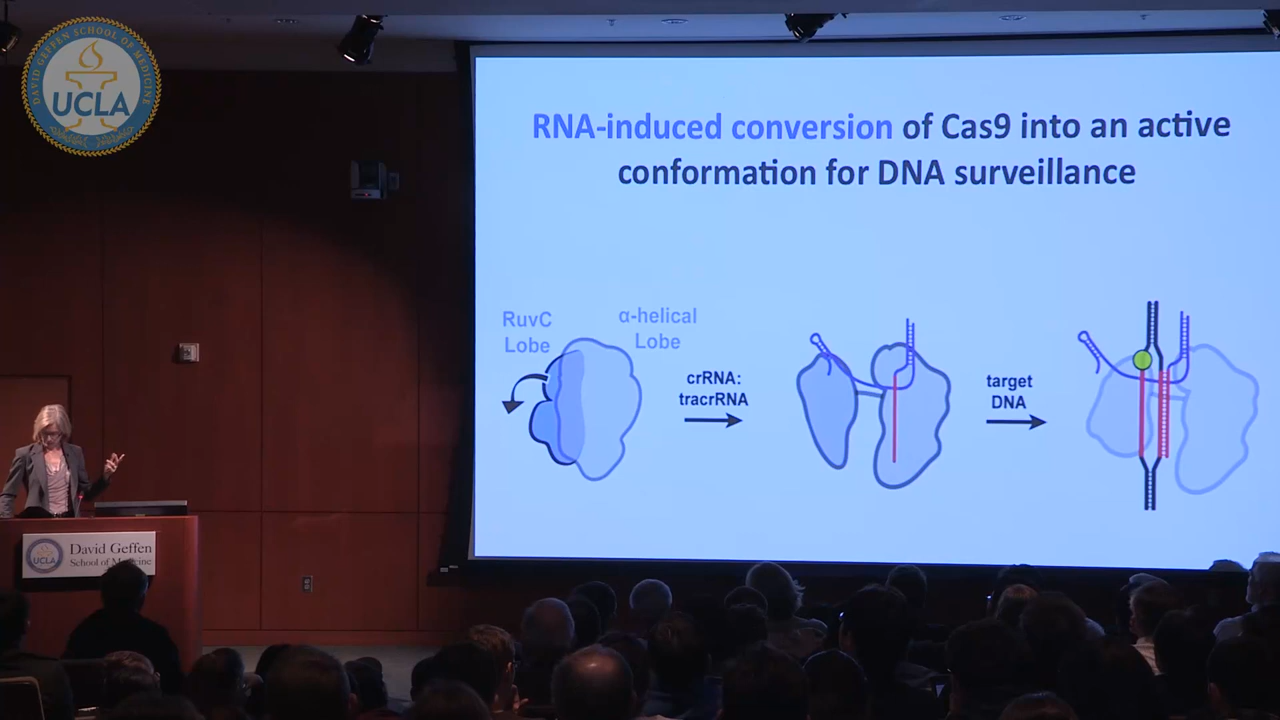 DAVID GEFFEN SCHOOL OF MEDICINE
UCLA
RNA-induced conversion of Cas9 into an active
conformation for DNA surveillance
RuvC
Lobe
α-helical
Lobe
crRNA:
tracrRNA
target
DNA
UCLA
David Geffen
School of Medicine